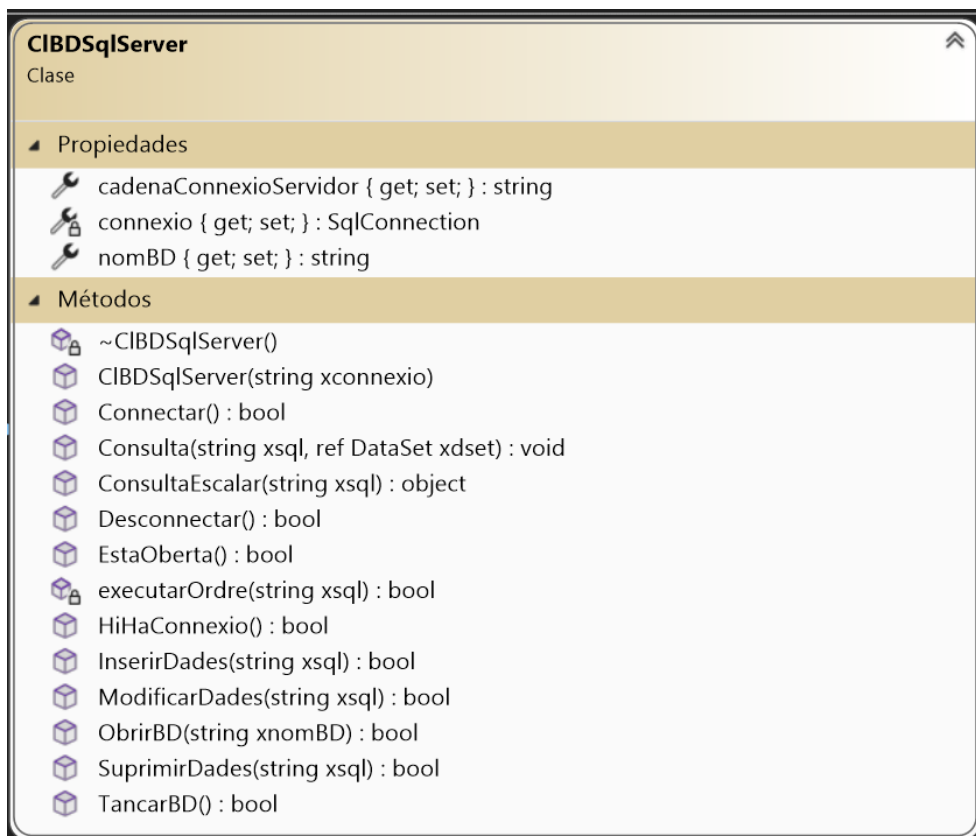 ClBDSqlServer
Clase
Propiedades
cadenaConnexioServidor { get; set; } : string
connexio { get; set; } : SqlConnection
nomBD { get; set; } : string
Métodos
~ClBDSqlServer()
ClBDSqlServer(string xconnexio)
Connectar() : bool
Consulta(string xsql, ref DataSet xdset) : void
ConsultaEscalar(string xsql) : object
Desconnectar() : bool
EstaOberta() : bool
executarOrdre(string xsql) : bool
HiHaConnexio() : bool
InserirDades(string xsql) : bool
ModificarDades(string xsql) : bool
ObrirBD(string xnomBD) : bool
SuprimirDades(string xsql) : bool
TancarBD() : bool